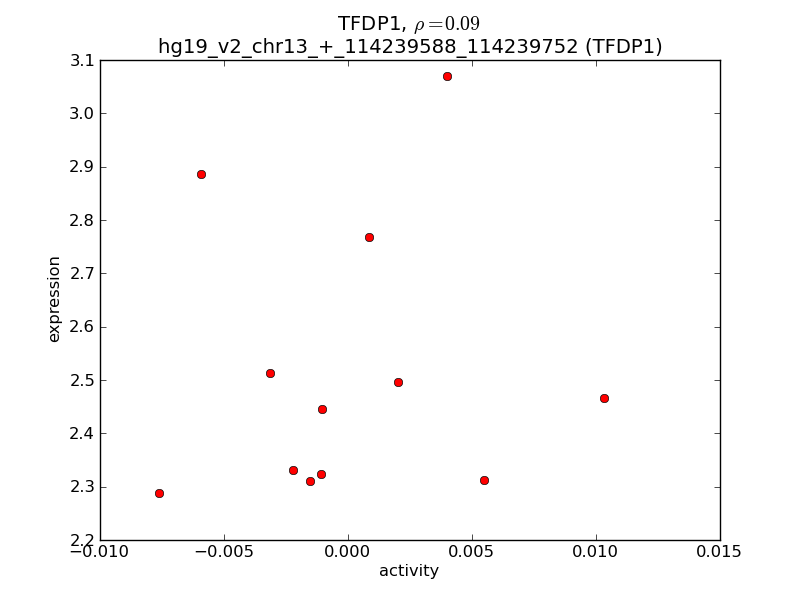 TFDP1, ρ=0.09
hg19_v2_chr13_+_114239588_114239752 (TFDP1)
3.1
3.0
2.9
2.8
2.7
2.6
2.5
2.4
2.3
2.2
expression
−0.010 −0.005 0.000 0.005 0.010 0.015
activity